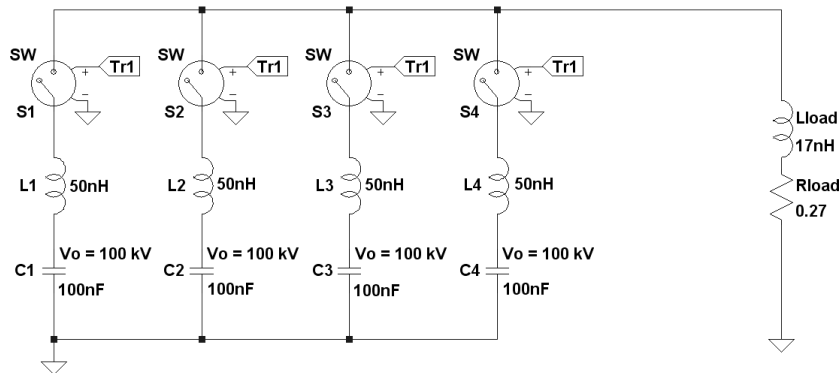 SW SW SW SW
Tr1 Tr1 Tr1 Tr1
+ + + +
− − − −
S1 S2 S3 S4
Lload
17nH
L1 50nH L2 50nH L3 50nH L4 50nH
Rload
0.27
Vo = 100 kV Vo = 100 kV Vo = 100 kV Vo = 100 kV
C1 C2 C3 C4
100nF 100nF 100nF 100nF